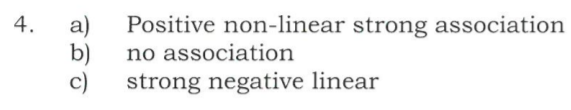 4. a) Positive non-linear strong association
b) no association
c) strong negative linear